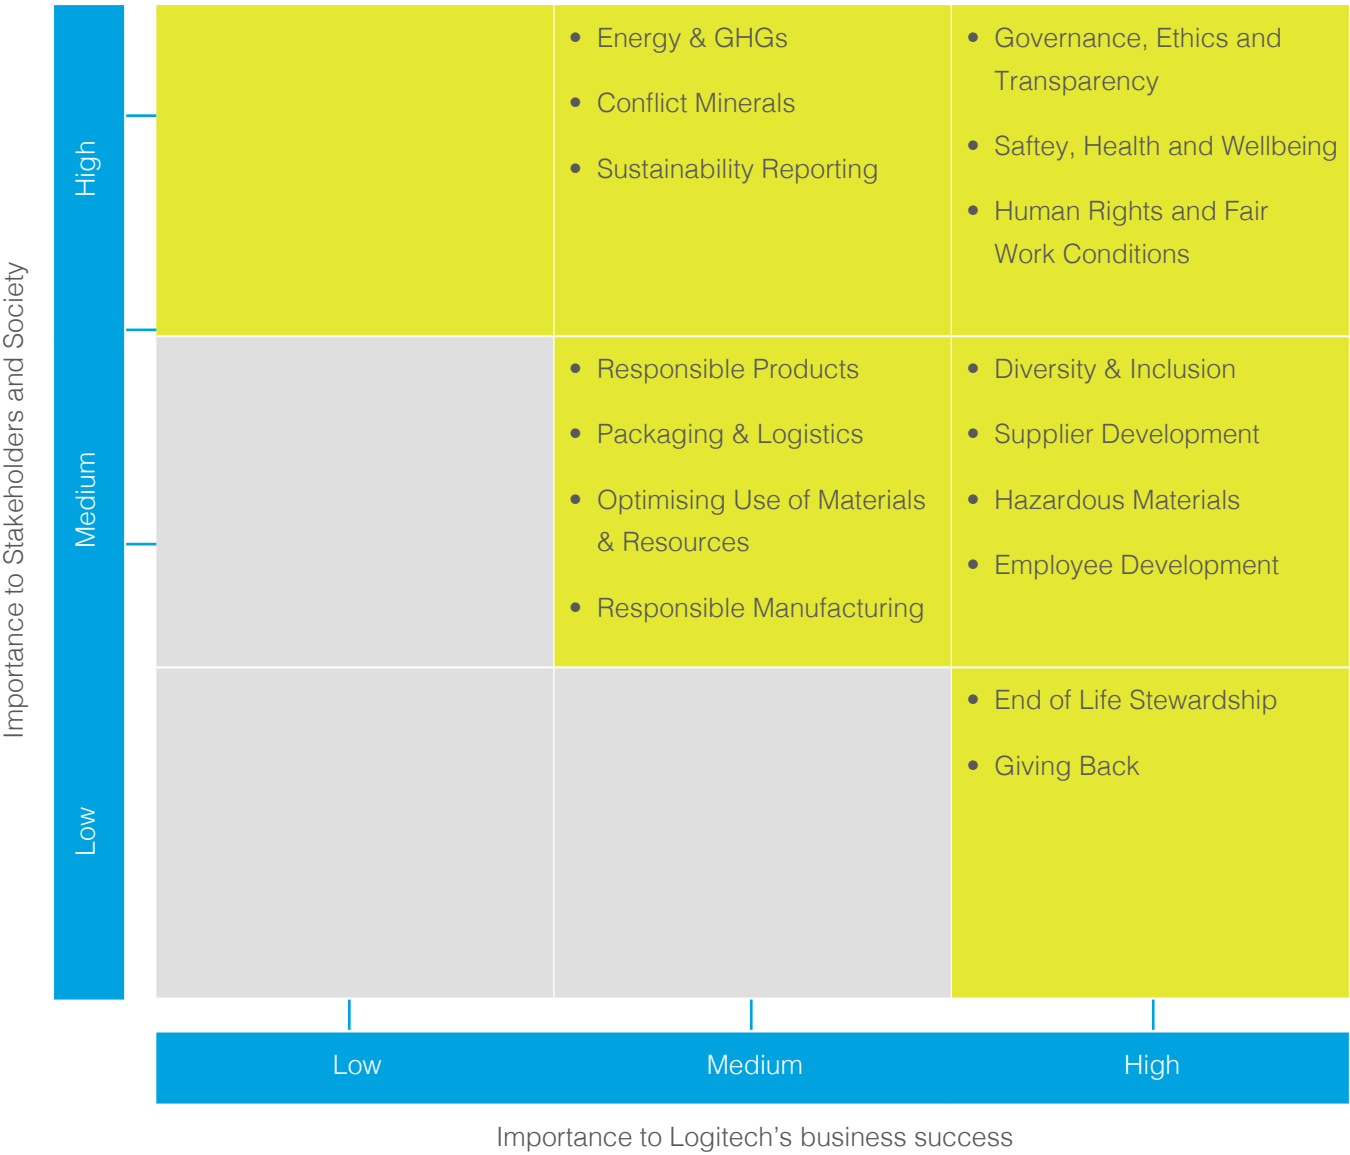 Importance to Stakeholders and Society
High
Medium
Low
• Energy & GHGs
• Conflict Minerals
• Sustainability Reporting
• Governance, Ethics and
Transparency
• Saftey, Health and Wellbeing
• Human Rights and Fair
Work Conditions
• Responsible Products
• Packaging & Logistics
• Optimising Use of Materials
& Resources
• Responsible Manufacturing
• Diversity & Inclusion
• Supplier Development
• Hazardous Materials
• Employee Development
• End of Life Stewardship
• Giving Back
Low
Medium
High
Importance to Logitech’s business success